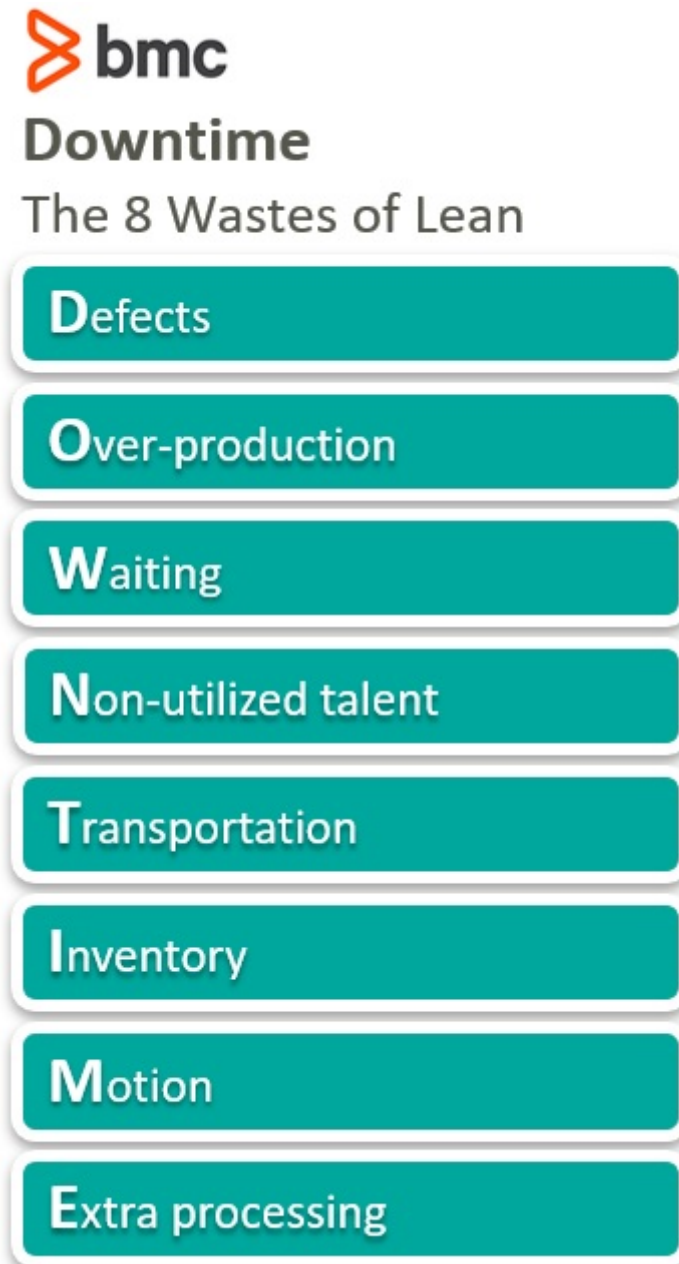 bmc
Downtime
The 8 Wastes of Lean
Defects
Over-production
Waiting
Non-utilized talent
Transportation
Inventory
Motion
Extra processing